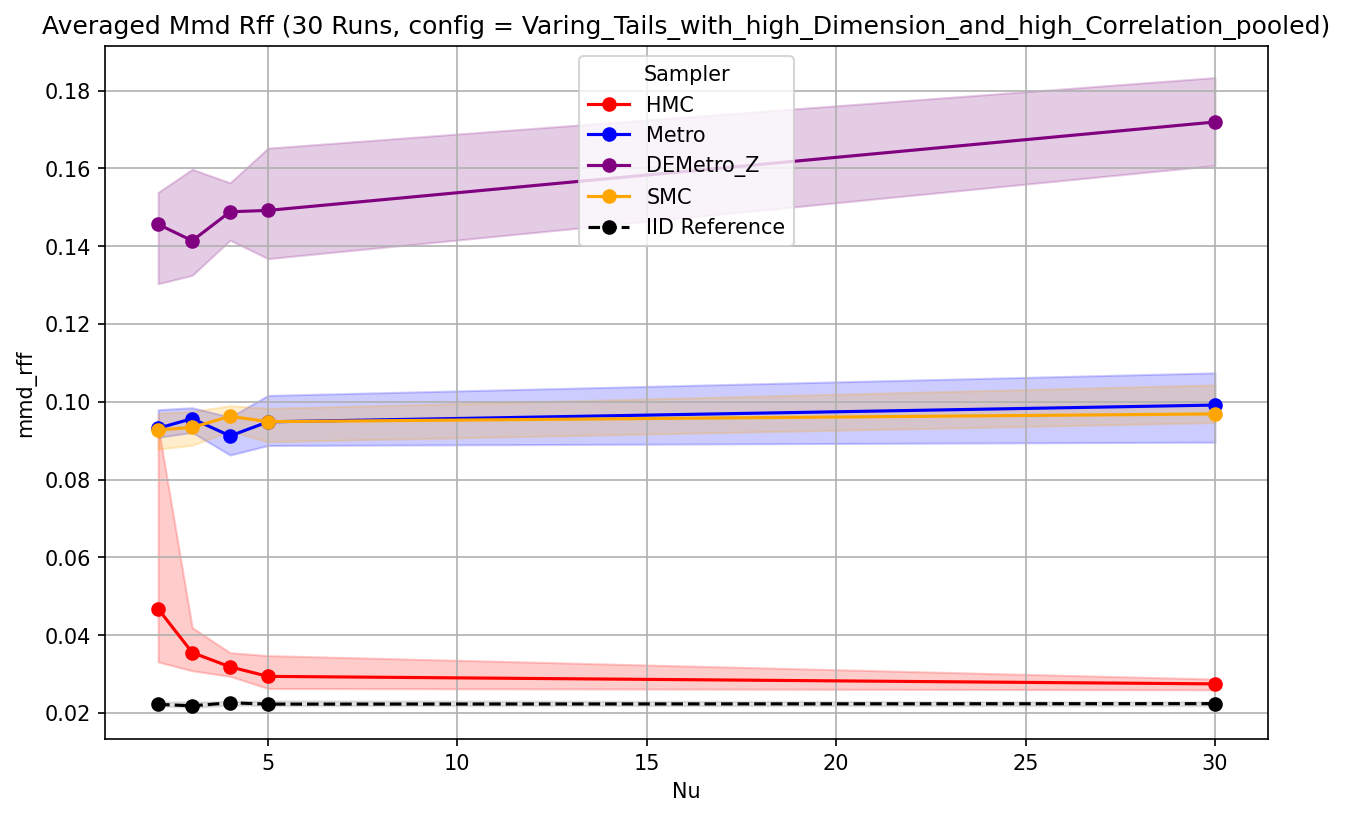 Averaged Mmd Rff (30 Runs, config = Varing_Tails_with_high_Dimension_and_high_Correlation_pooled)
Sampler
HMC
Metro
DEMetro_Z
SMC
IID Reference
mmd_rff
0.18
0.16
0.14
0.12
0.10
0.08
0.06
0.04
0.02
5 10 15 20 25 30
Nu